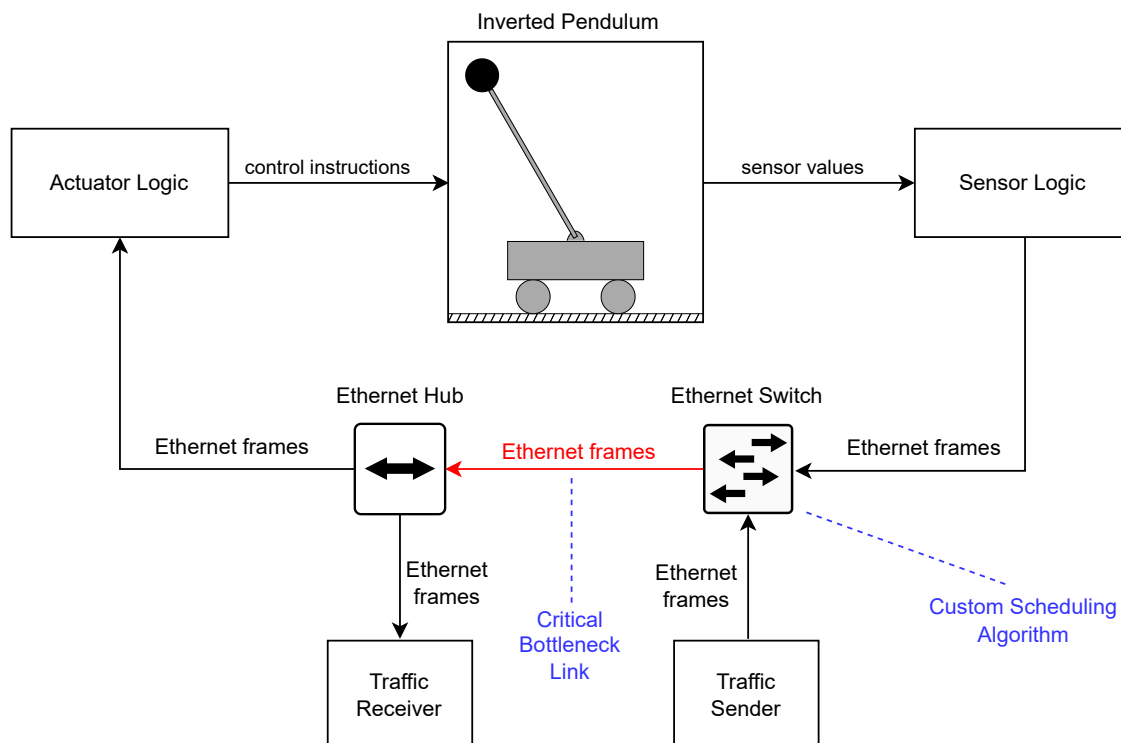 Inverted Pendulum
Actuator Logic
control instructions
sensor values
Sensor Logic
Ethernet Hub
Ethernet Switch
Ethernet frames
Ethernet frames
Ethernet frames
Ethernet
frames
Ethernet
frames
Critical
Bottleneck
Link
Custom Scheduling
Algorithm
Traffic
Receiver
Traffic
Sender